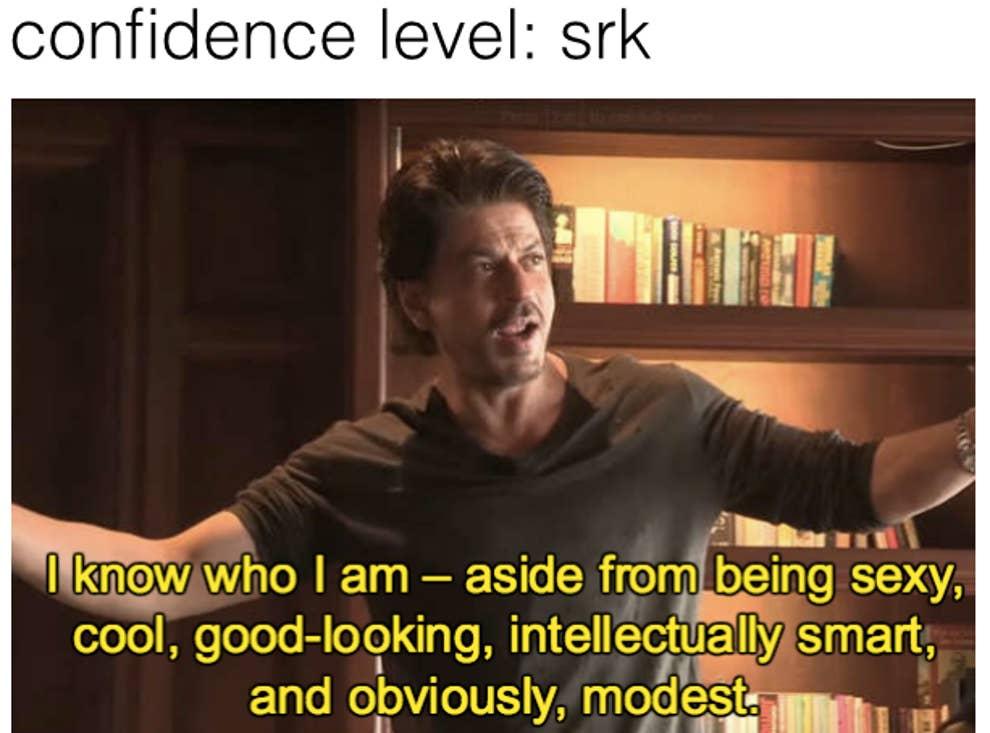 confidence level: srk
I know who I am – aside from being sexy,
cool, good-looking, intellectually smart,
and obviously, modest.